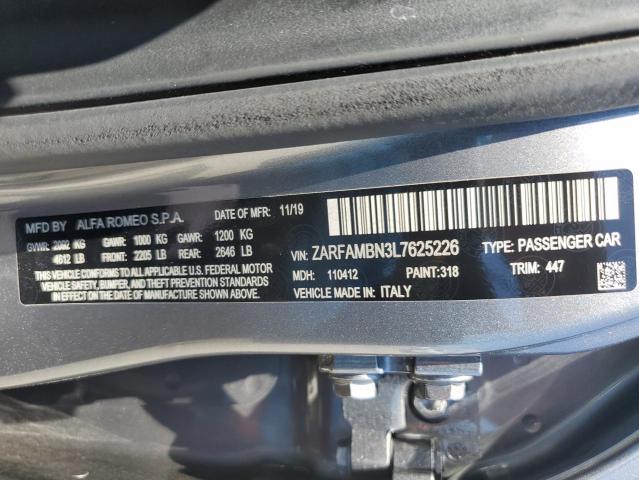 MFD BY ALFA ROMEO S.P.A. DATE OF MFR: 11/19
GVWR: 2092 KG GAWR: 1000 KG GAWR: 1200 KG
4612 LB FRONT: 2205 LB REAR: 2646 LB
THIS VEHICLE CONFORMS TO ALL APPLICABLE U.S. FEDERAL MOTOR
VEHICLE SAFETY, BUMPER, AND THEFT PREVENTION STANDARDS
IN EFFECT ON THE DATE OF MANUFACTURE SHOWN ABOVE.
VIN: ZARFAMBN3L7625226 TYPE: PASSENGER CAR
MDH: 110412 PAINT:318 TRIM: 447
VEHICLE MADE IN: ITALY